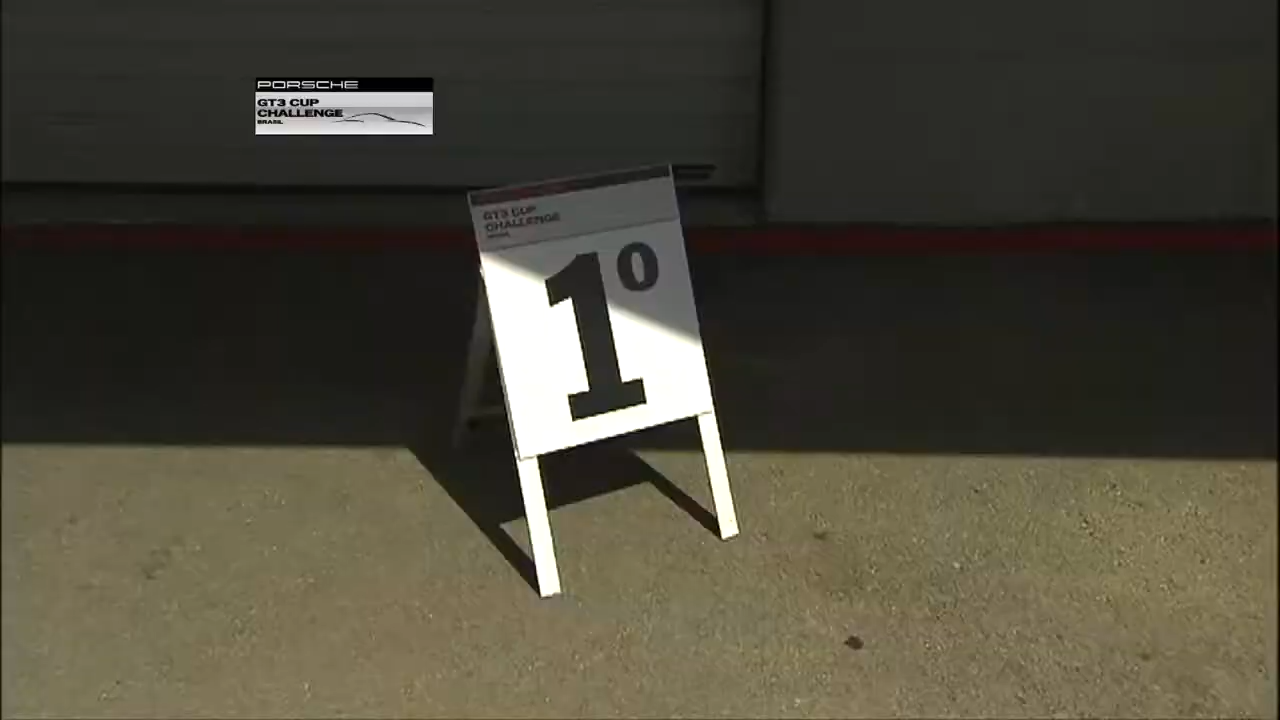 PORSCHE
GT3 CUP
CHALLENGE
BRASIL
GT3 CUP
CHALLENGE
1º